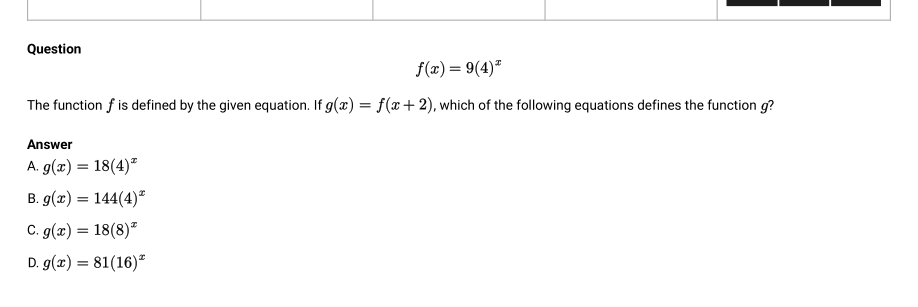 Question
f(x) = 9(4)^x
The function f is defined by the given equation. If g(x) = f(x + 2), which of the following equations defines the function g?
Answer
A. g(x) = 18(4)^x
B. g(x) = 144(4)^x
C. g(x) = 18(8)^x
D. g(x) = 81(16)^x